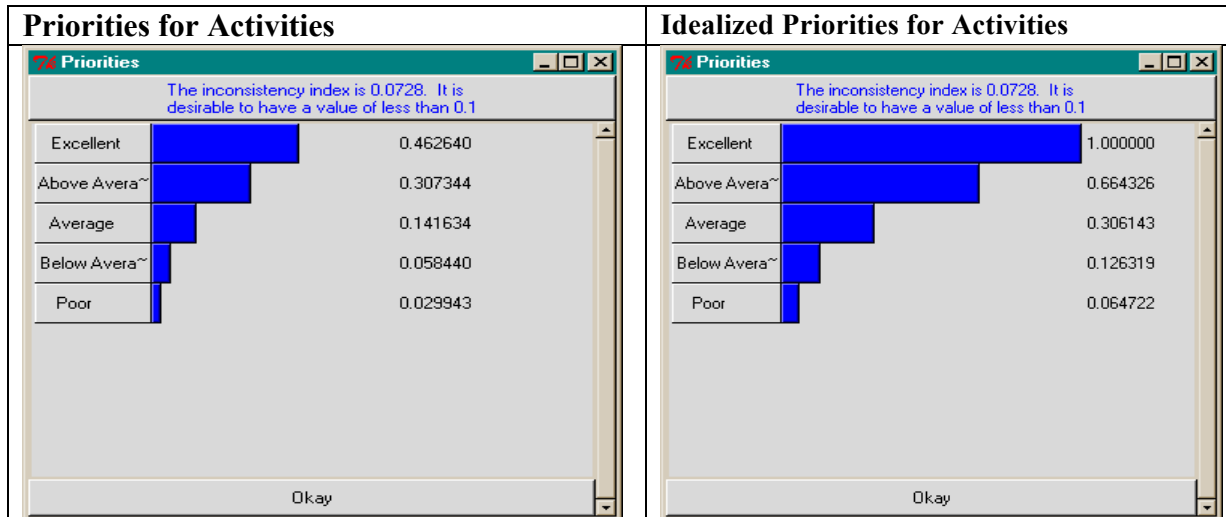 Priorities for Activities
Priorities
The inconsistency index is 0.0728. It is
desirable to have a value of less than 0.1
Excellent 0.462640
Above Avera~ 0.307344
Average 0.141634
Below Avera~ 0.058440
Poor 0.029943
Okay
Idealized Priorities for Activities
Priorities
The inconsistency index is 0.0728. It is
desirable to have a value of less than 0.1
Excellent 1.000000
Above Avera~ 0.664326
Average 0.306143
Below Avera~ 0.126319
Poor 0.064722
Okay